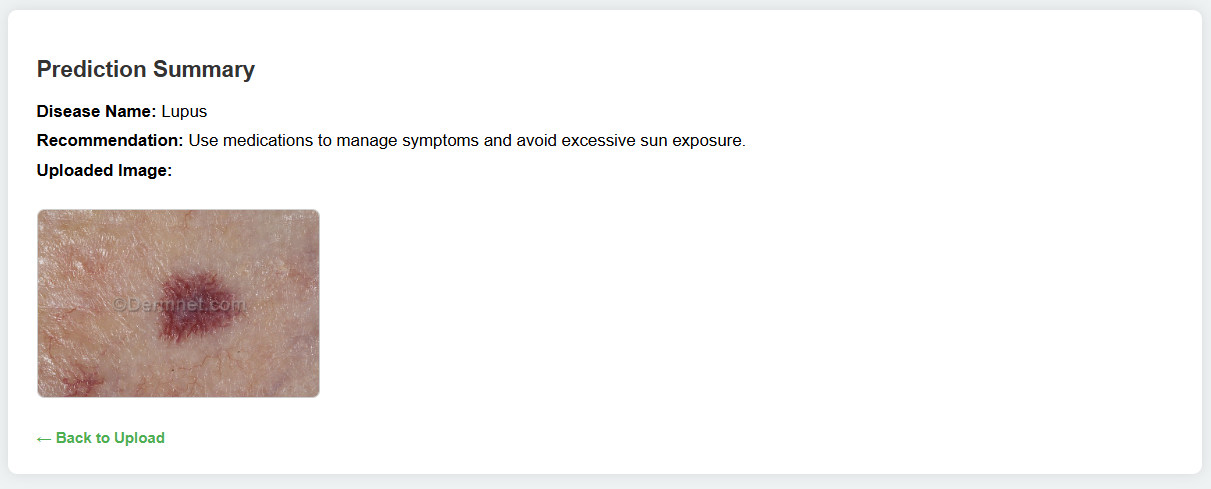 Prediction Summary
Disease Name: Lupus
Recommendation: Use medications to manage symptoms and avoid excessive sun exposure.
Uploaded Image:
©Dermnet.com
← Back to Upload